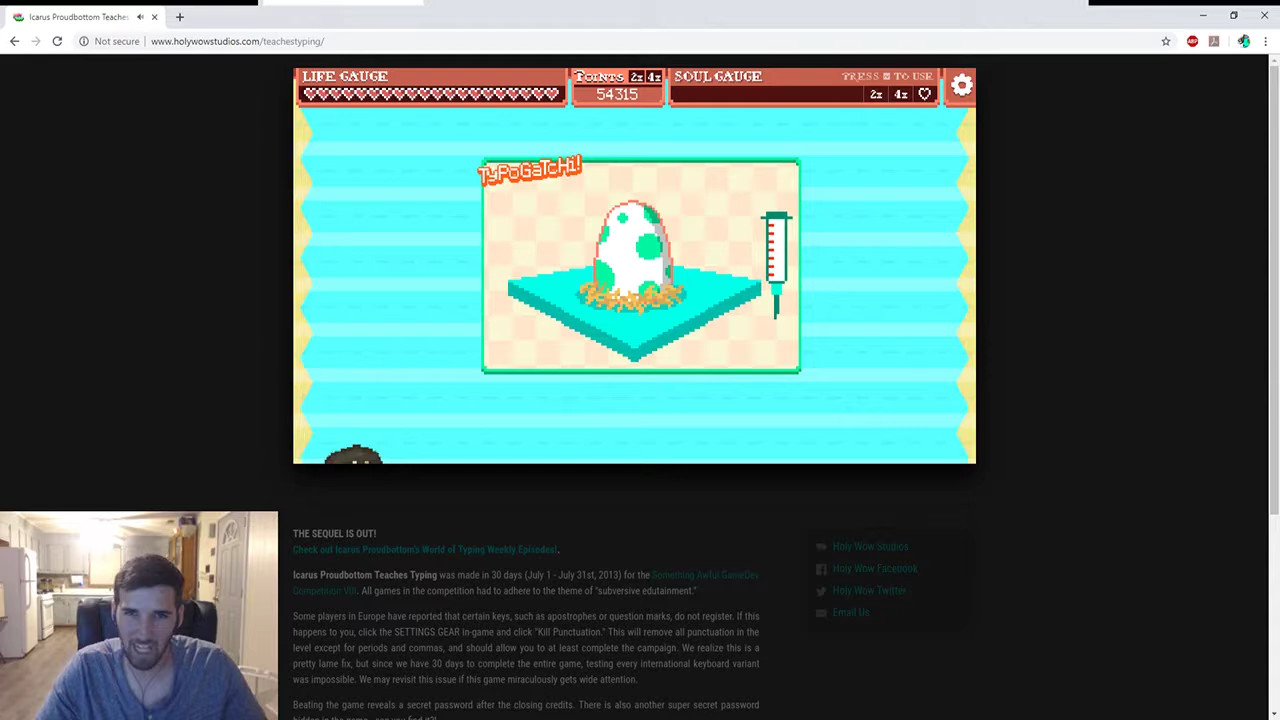 Icarus Proudbottom Teaches
Not secure
www.holywowstudios.com/teachestyping/
ABP
LIFE GAUGE
POINTS 2x 4x
54315
SOUL GAUGE
PRESS TO USE
2x 4x
TyPoGaTcHi!
THE SEQUEL IS OUT!
Check out Icarus Proudbottom's World of Typing Weekly Episodes!.
Icarus Proudbottom Teaches Typing was made in 30 days (July 1 - July 31st, 2013) for the Something Awful GameDev
Competition VIII. All games in the competition had to adhere to the theme of "subversive edutainment."
Some players in Europe have reported that certain keys, such as apostrophes or question marks, do not register. If this
happens to you, click the SETTINGS GEAR in-game and click "Kill Punctuation." This will remove all punctuation in the
level except for periods and commas, and should allow you to at least complete the campaign. We realize this is a
pretty lame fix, but since we have 30 days to complete the entire game, testing every international keyboard variant
was impossible. We may revisit this issue if this game miraculously gets wide attention.
Beating the game reveals a secret password after the closing credits. There is also another super secret password
hidden in the game - can you find it?!
Holy Wow Studios
Holy Wow Facebook
Holy Wow Twitter
Email Us